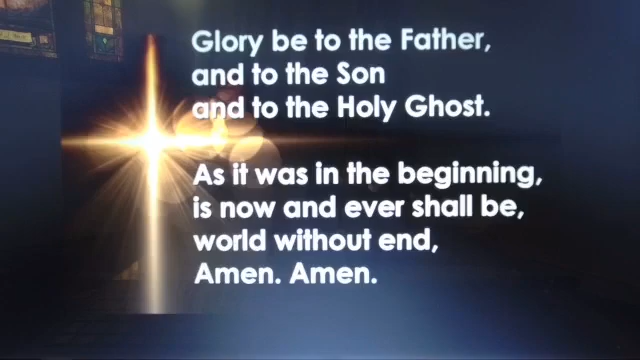 Glory be to the Father,
and to the Son
and to the Holy Ghost.
As it was in the beginning,
is now and ever shall be,
world without end,
Amen. Amen.